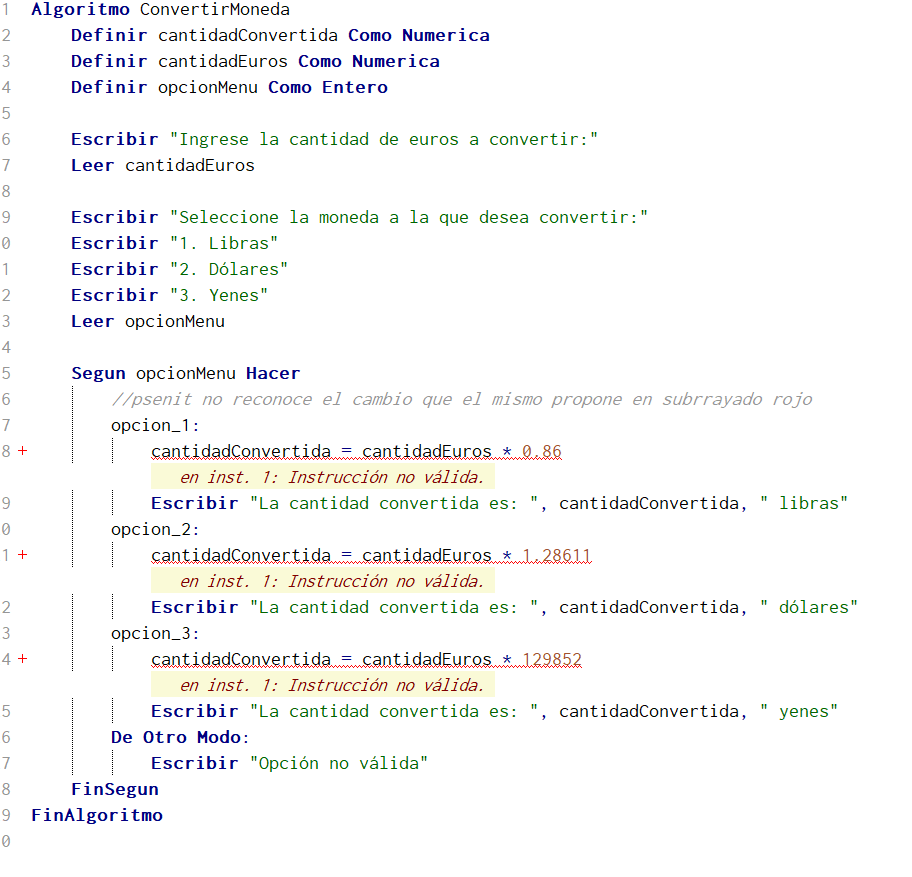 1 Algoritmo ConvertirMoneda
2 Definir cantidadConvertida Como Numerica
3 Definir cantidadEuros Como Numerica
4 Definir opcionMenu Como Entero
5
6 Escribir "Ingrese la cantidad de euros a convertir:"
7 Leer cantidadEuros
8
9 Escribir "Seleccione la moneda a la que desea convertir:"
0 Escribir "1. Libras"
1 Escribir "2. Dólares"
2 Escribir "3. Yenes"
3 Leer opcionMenu
4
5 Segun opcionMenu Hacer
6 //psenit no reconoce el cambio que el mismo propone en subrrayado rojo
7 opcion_1:
8 + cantidadConvertida = cantidadEuros * 0.86
en inst. 1: Instrucción no válida.
9 Escribir "La cantidad convertida es: ", cantidadConvertida, " libras"
0 opcion_2:
1 + cantidadConvertida = cantidadEuros * 1.28611
en inst. 1: Instrucción no válida.
2 Escribir "La cantidad convertida es: ", cantidadConvertida, " dólares"
3 opcion_3:
4 + cantidadConvertida = cantidadEuros * 129852
en inst. 1: Instrucción no válida.
5 Escribir "La cantidad convertida es: ", cantidadConvertida, " yenes"
6 De Otro Modo:
7 Escribir "Opción no válida"
8 FinSegun
9 FinAlgoritmo
0